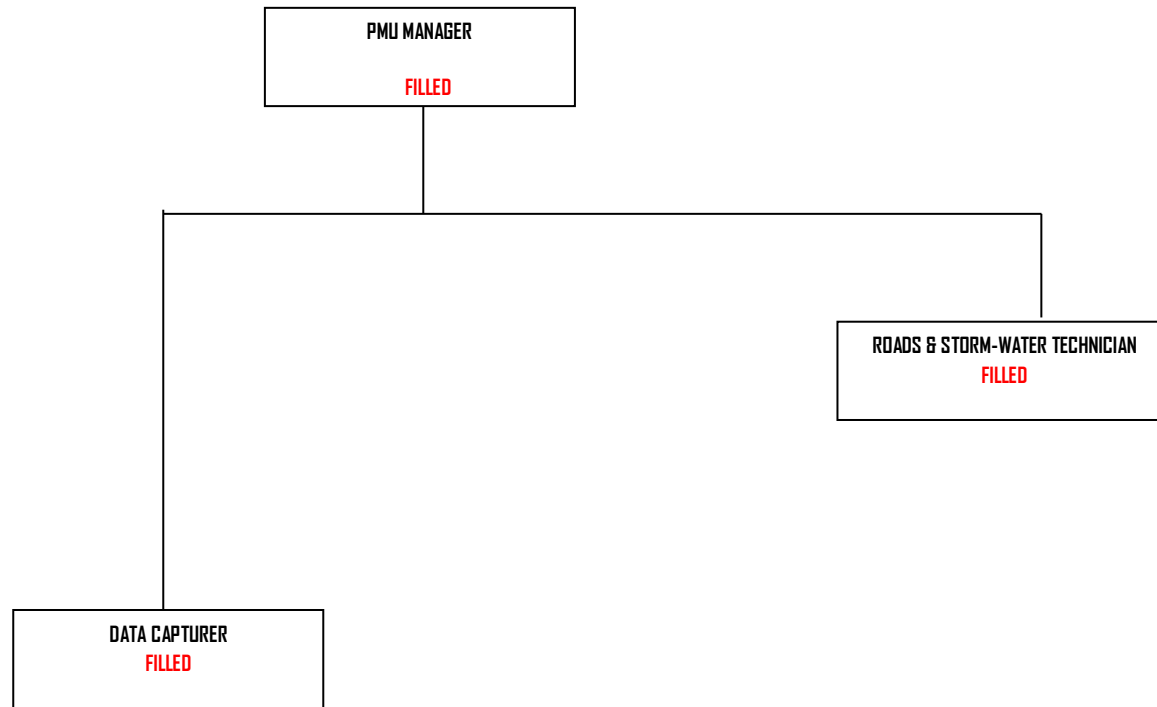 PMU MANAGER
FILLED
ROADS & STORM-WATER TECHNICIAN
FILLED
DATA CAPTURER
FILLED